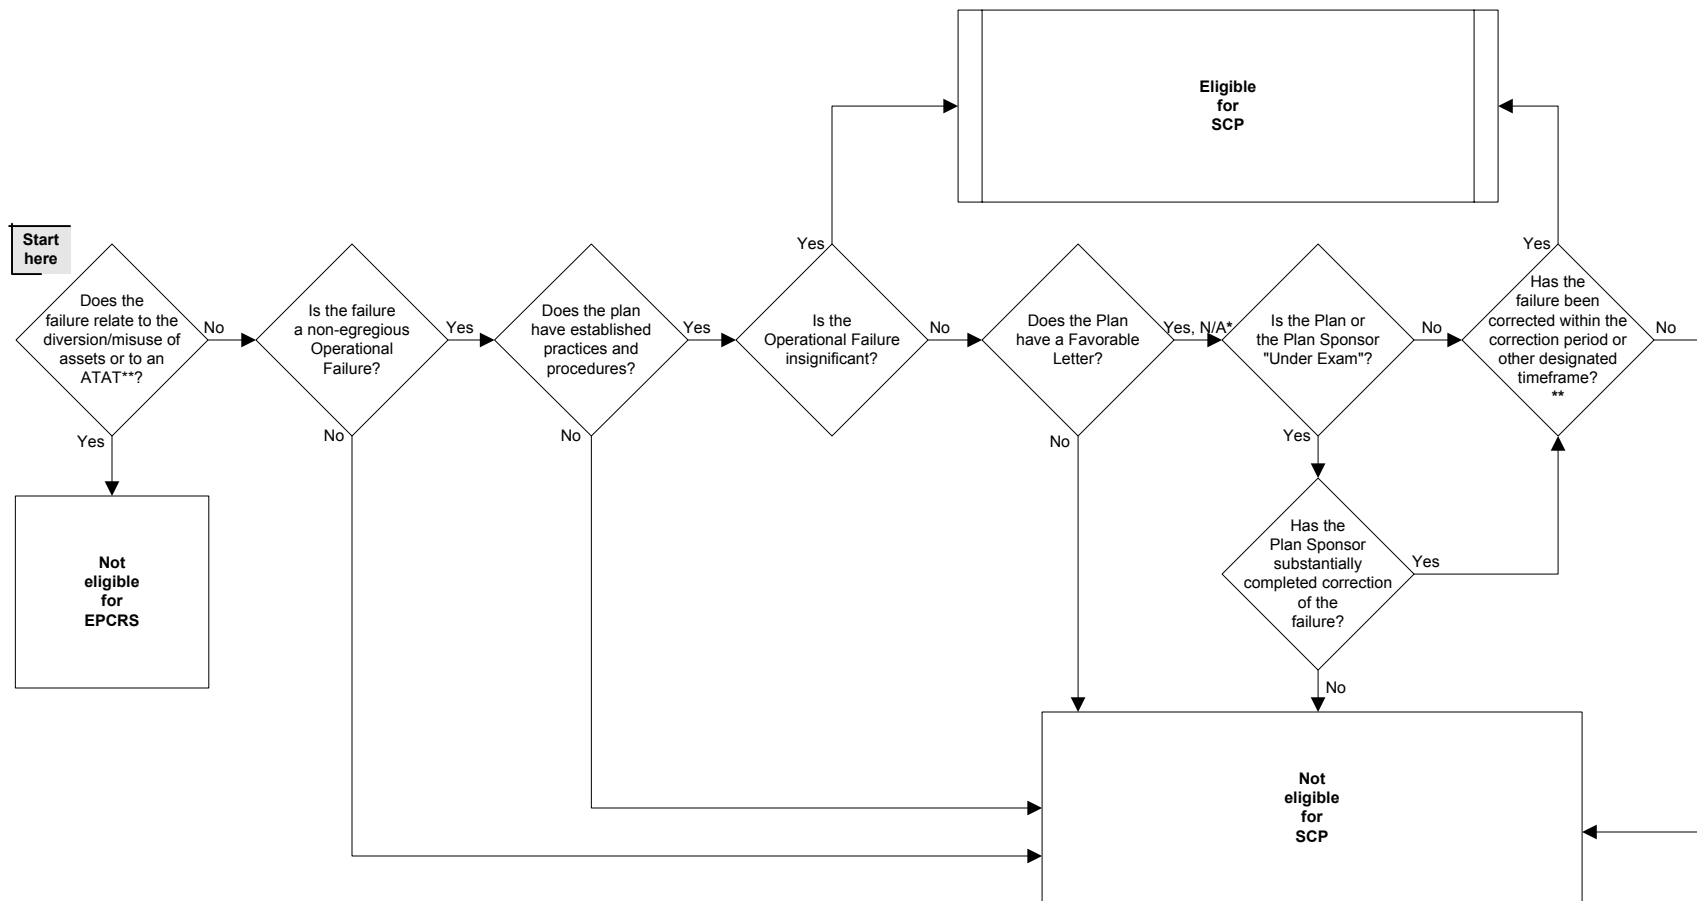 Eligible
for
SCP
Start
here
Does the
failure relate to the
diversion/misuse of
assets or to an
ATAT**?
No
Yes
Is the failure
a non-egregious
Operational
Failure?
Yes
No
Does the plan
have established
practices and
procedures?
Yes
No
Yes
Is the
Operational Failure
insignificant?
No
Does the Plan
have a Favorable
Letter?
Yes, N/A*
No
Is the Plan or
the Plan Sponsor
"Under Exam"?
No
Yes
Yes
Has the
failure been
corrected within the
correction period or
other designated
timeframe?
**
No
Has the
Plan Sponsor
substantially
completed correction
of the
failure?
Yes
No
Not
eligible
for
EPCRS
Not
eligible
for
SCP